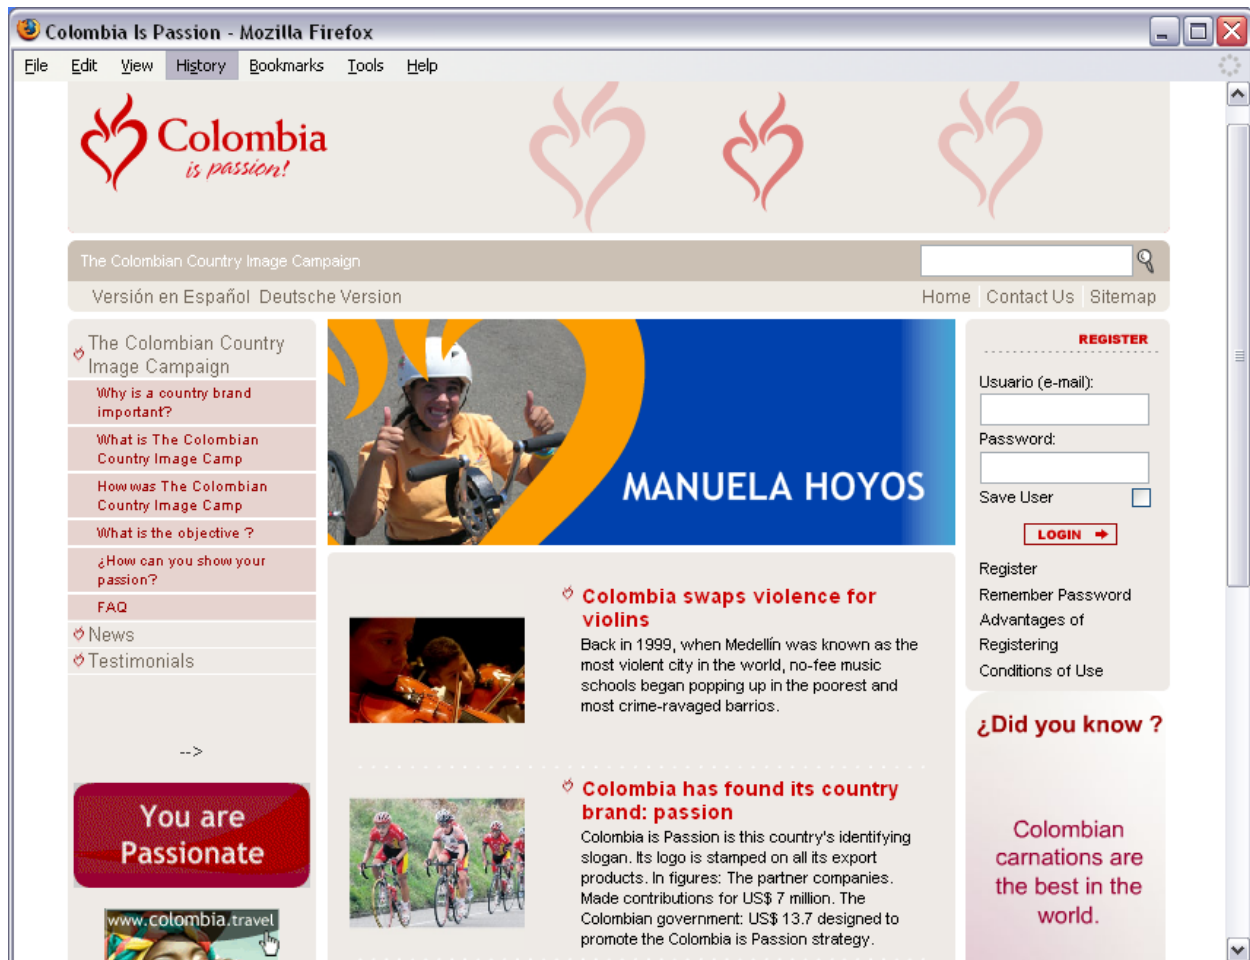 Colombia Is Passion - Mozilla Firefox
File Edit View History Bookmarks Tools Help
Colombia
is passion!
The Colombian Country Image Campaign
Versión en Español Deutsche Version
Home Contact Us Sitemap
The Colombian Country
Image Campaign
Why is a country brand
important?
What is The Colombian
Country Image Camp
How was The Colombian
Country Image Camp
What is the objective ?
¿How can you show your
passion?
FAQ
News
Testimonials
-->
You are
Passionate
www.colombia.travel
MANUELA HOYOS
Colombia swaps violence for
violins
Back in 1999, when Medellín was known as the
most violent city in the world, no-fee music
schools began popping up in the poorest and
most crime-ravaged barrios.
Colombia has found its country
brand: passion
Colombia is Passion is this country's identifying
slogan. Its logo is stamped on all its export
products. In figures: The partner companies.
Made contributions for US$ 7 million. The
Colombian government: US$ 13.7 designed to
promote the Colombia is Passion strategy.
REGISTER
Usuario (e-mail):
Password:
Save User
LOGIN
Register
Remember Password
Advantages of
Registering
Conditions of Use
¿Did you know ?
Colombian
carnations are
the best in the
world.